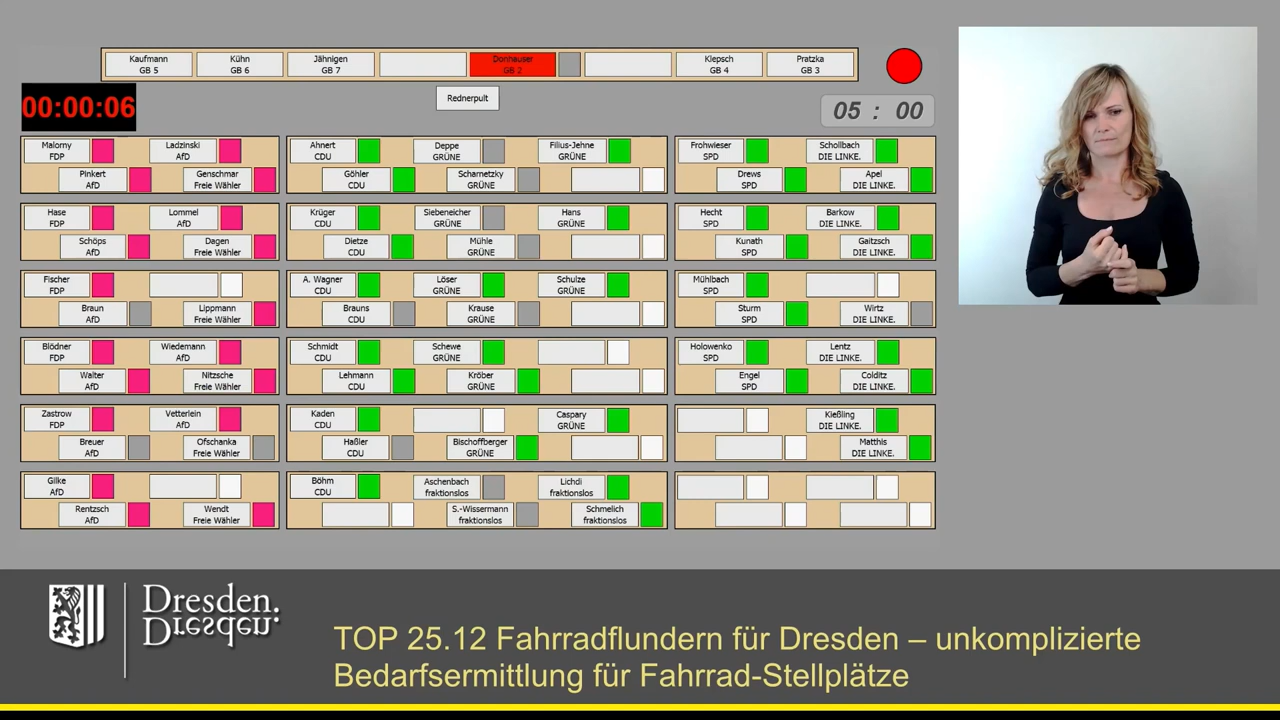 Kaufmann
GB 5
Kühn
GB 6
Jähnigen
GB 7
Donhauser
GB 2
Klepsch
GB 4
Pratzka
GB 3
00:00:06
Rednerpult
05 : 00
Malorny
FDP
Ladzinski
AfD
Pinkert
AfD
Genschmar
Freie Wähler
Ahnert
CDU
Deppe
GRÜNE
Filius-Jehne
GRÜNE
Göhler
CDU
Scharnetzky
GRÜNE
Frohwieser
SPD
Schollbach
DIE LINKE.
Drews
SPD
Apel
DIE LINKE.
Hase
FDP
Lommel
AfD
Schöps
AfD
Dagen
Freie Wähler
Krüger
CDU
Siebeneicher
GRÜNE
Hans
GRÜNE
Dietze
CDU
Mühle
GRÜNE
Hecht
SPD
Barkow
DIE LINKE.
Kunath
SPD
Gaitzsch
DIE LINKE.
Fischer
FDP
Braun
AfD
Lippmann
Freie Wähler
A. Wagner
CDU
Löser
GRÜNE
Schulze
GRÜNE
Brauns
CDU
Krause
GRÜNE
Mühlbach
SPD
Sturm
SPD
Wirtz
DIE LINKE.
Blödner
FDP
Wiedemann
AfD
Walter
AfD
Nitzsche
Freie Wähler
Schmidt
CDU
Schewe
GRÜNE
Lehmann
CDU
Kröber
GRÜNE
Holowenko
SPD
Lentz
DIE LINKE.
Engel
SPD
Colditz
DIE LINKE.
Zastrow
FDP
Vetterlein
AfD
Breuer
AfD
Ofschanka
Freie Wähler
Kaden
CDU
Caspary
GRÜNE
Haßler
CDU
Bischoffberger
GRÜNE
Kießling
DIE LINKE.
Matthis
DIE LINKE.
Gilke
AfD
Rentzsch
AfD
Wendt
Freie Wähler
Böhm
CDU
Aschenbach
fraktionslos
Lichdi
fraktionslos
S.-Wissermann
fraktionslos
Schmelich
fraktionslos
Dresden.
Dresden.
TOP 25.12 Fahrradflundern für Dresden – unkomplizierte
Bedarfsermittlung für Fahrrad-Stellplätze